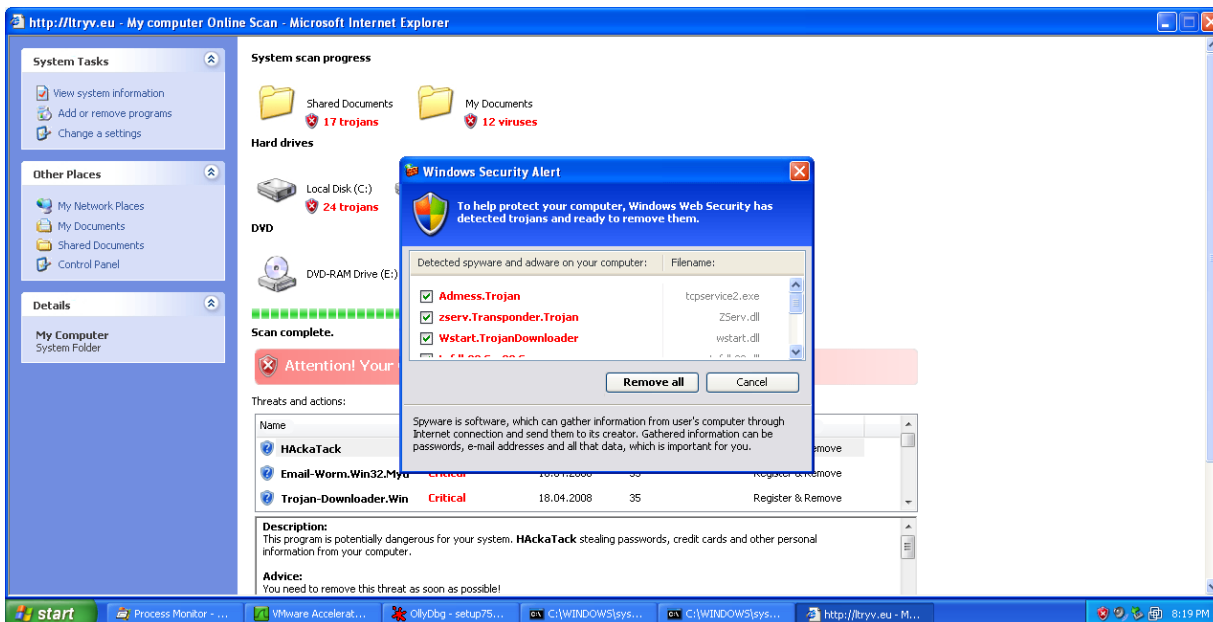 http://ltryv.eu - My computer Online Scan - Microsoft Internet Explorer
System Tasks
View system information
Add or remove programs
Change a settings
Other Places
My Network Places
My Documents
Shared Documents
Control Panel
Details
My Computer
System Folder
System scan progress
Shared Documents
17 trojans
My Documents
12 viruses
Hard drives
Local Disk (C:)
24 trojans
DVD
DVD-RAM Drive (E:)
Scan complete.
Attention! Your
Threats and actions:
Name
HAckaTack
Email-Worm.Win32.Myd Critical 18.04.2008 35 Register & Remove
Trojan-Downloader.Win Critical 18.04.2008 35 Register & Remove
Description:
This program is potentially dangerous for your system. HAckaTack stealing passwords, credit cards and other personal
information from your computer.
Advice:
You need to remove this threat as soon as possible!
Windows Security Alert
To help protect your computer, Windows Web Security has
detected trojans and ready to remove them.
Detected spyware and adware on your computer: Filename:
Admess.Trojan tcpservice2.exe
zserv.Transponder.Trojan ZServ.dll
Wstart.TrojanDownloader wstart.dll
Remove all
Cancel
Spyware is software, which can gather information from user's computer through
Internet connection and send them to its creator. Gathered information can be
passwords, e-mail addresses and all that data, which is important for you.
start
Process Monitor - ...
VMware Accelerat...
OllyDbg - setup75...
C:\WINDOWS\sys...
C:\WINDOWS\sys...
http://ltryv.eu - M...
8:19 PM